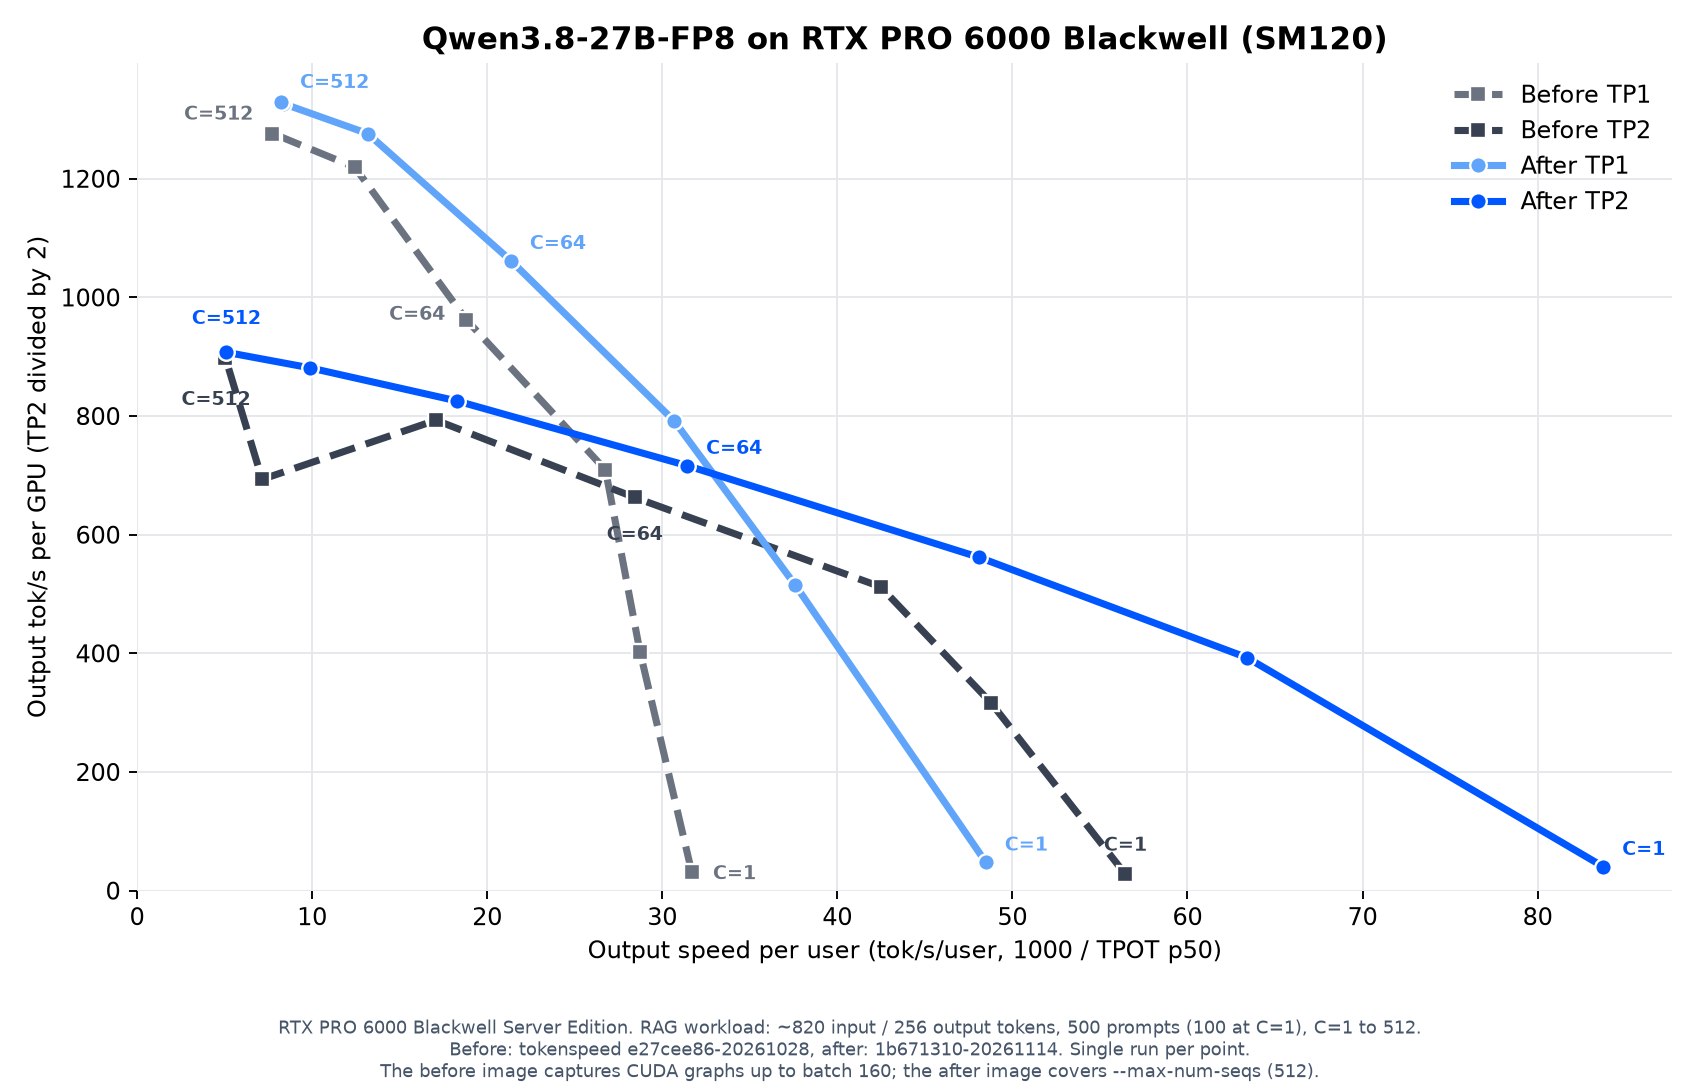 Qwen3.8-27B-FP8 on RTX PRO 6000 Blackwell (SM120)
Before TP1
Before TP2
After TP1
After TP2
C=512
C=512
C=64
C=64
C=512
C=512
C=64
C=64
C=1
C=1
C=1
C=1
Output tok/s per GPU (TP2 divided by 2)
1200
1000
800
600
400
200
0
0 10 20 30 40 50 60 70 80
Output speed per user (tok/s/user, 1000 / TPOT p50)
RTX PRO 6000 Blackwell Server Edition. RAG workload: ~820 input / 256 output tokens, 500 prompts (100 at C=1), C=1 to 512.
Before: tokenspeed e27cee86-20261028, after: 1b671310-20261114. Single run per point.
The before image captures CUDA graphs up to batch 160; the after image covers --max-num-seqs (512).